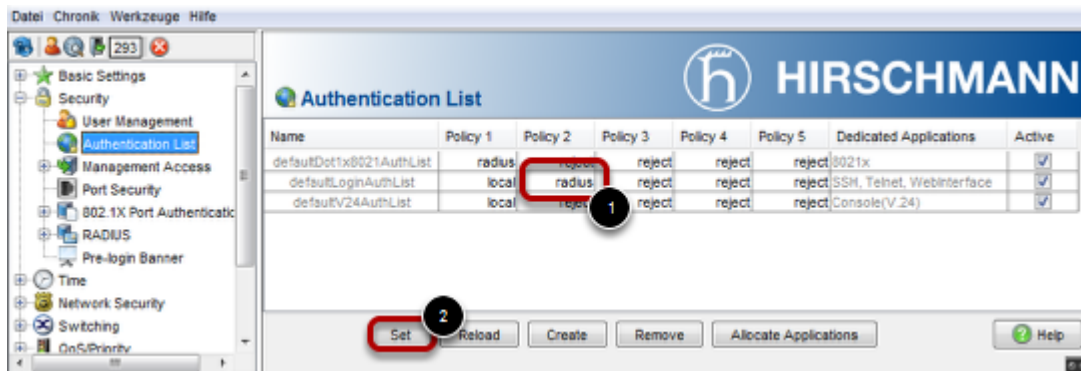 Datei Chronik Werkzeuge Hilfe
293
Basic Settings
Security
User Management
Authentication List
Management Access
Port Security
802.1X Port Authenticatic
RADIUS
Pre-login Banner
Time
Network Security
Switching
QoS/Priority
HIRSCHMANN
Authentication List
Name Policy 1 Policy 2 Policy 3 Policy 4 Policy 5 Dedicated Applications Active
defaultDot1x8021AuthList radius reject reject reject reject 8021x
defaultLoginAuthList local radius reject reject reject SSH, Telnet, WebInterface
defaultV24AuthList local reject reject reject reject Console(V.24)
1
2
Set Reload Create Remove Allocate Applications Help